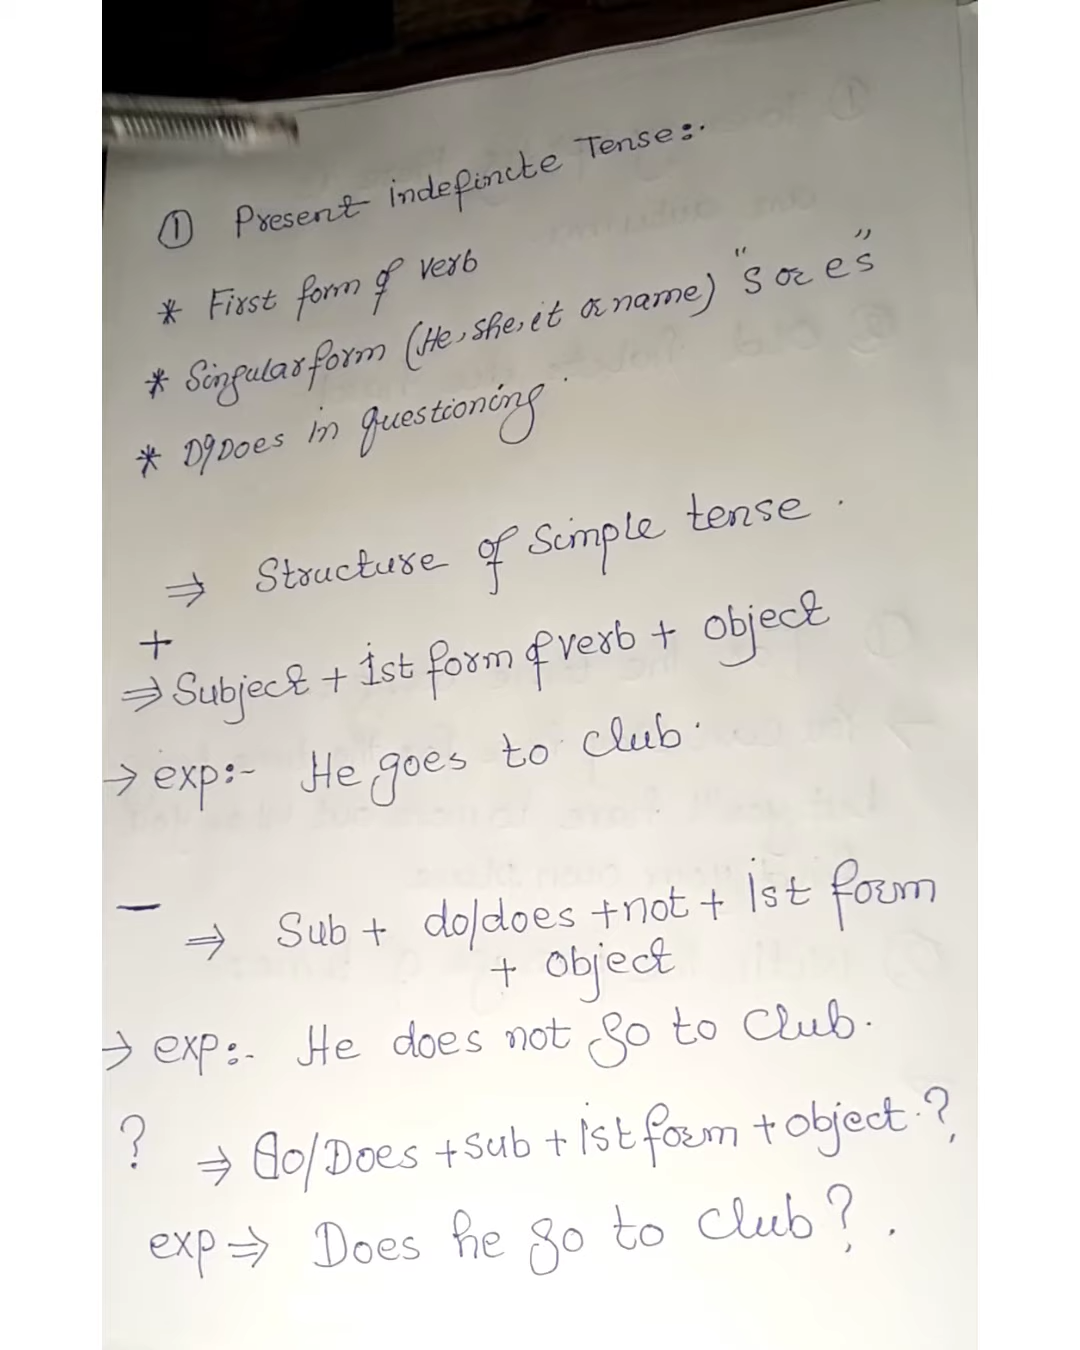 ① Present indefincte Tense:.
* First form of verb
* Singular form (He, she, it or name) "s or es"
* Do/Does in questioning.
⇒ Structure of Simple tense.
+
⇒ Subject + 1st form of verb + object
→ exp:- He goes to club.
— ⇒ Sub + do/does + not + 1st form
+ object
→ exp:- He does not go to club.
? ⇒ Do/Does + sub + 1st form + object.?
exp ⇒ Does he go to club?.